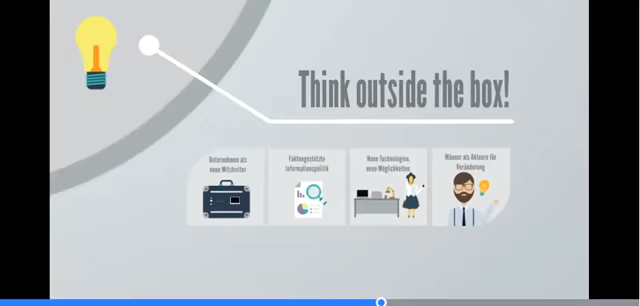 Think outside the box!
Unternehmen als
neue Mitstreiter
Faktengestützte
Informationspolitik
Neue Technologien,
neue Möglichkeiten
Männer als Akteure für
Veränderung